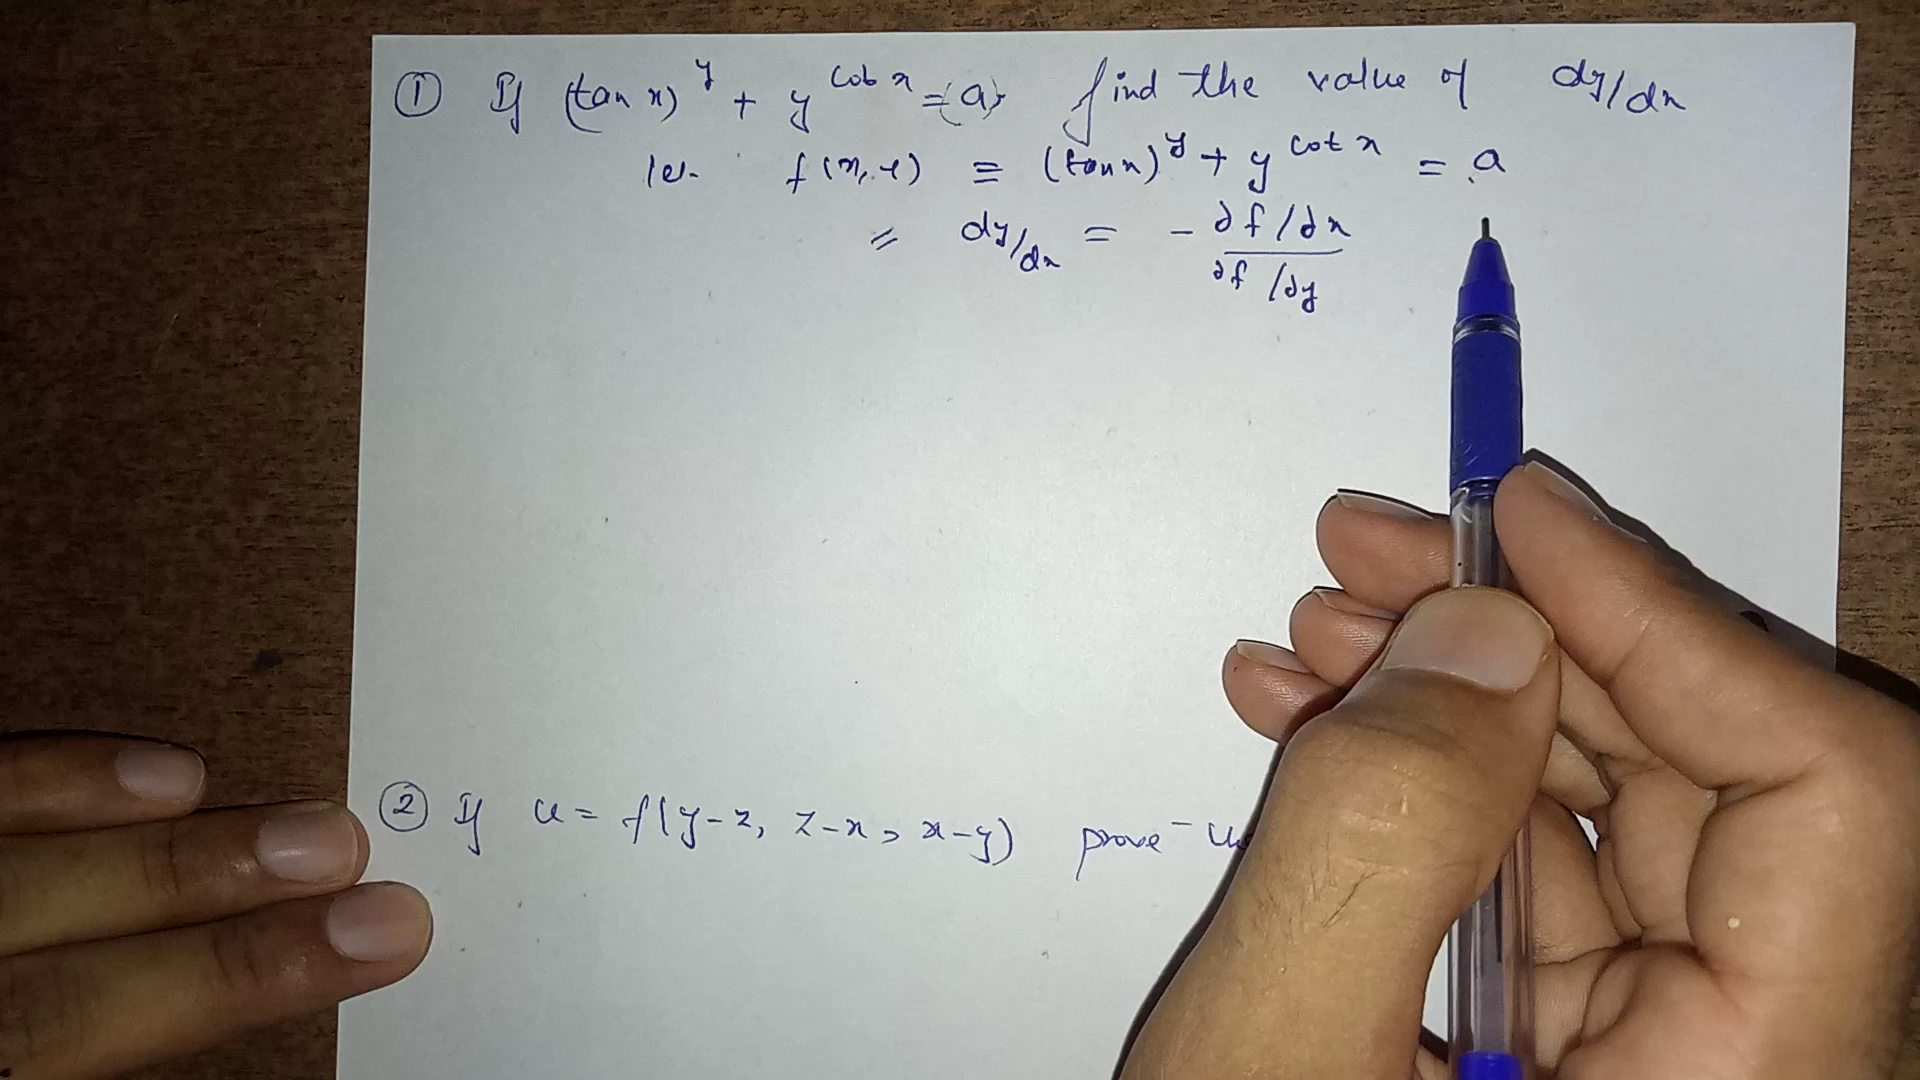 ① If (tan x)^y + y^cot x = (a), find the value of dy/dx
let f(x, y) ≡ (tan x)^y + y^cot x = a
= dy/dx = - ∂f/∂x
∂f/∂y
② If u = f(y-z, z-x, x-y) prove